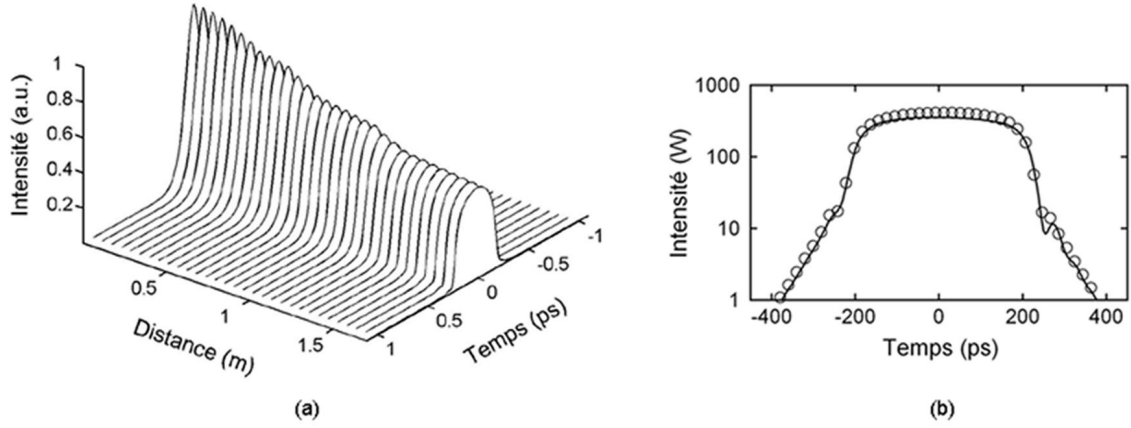 Intensité (a.u.)
1
0.8
0.6
0.4
0.2
0.5
1
1.5
Distance (m)
1
0.5
0
-0.5
-1
Temps (ps)
(a)
Intensité (W)
1000
100
10
1
-400 -200 0 200 400
Temps (ps)
(b)